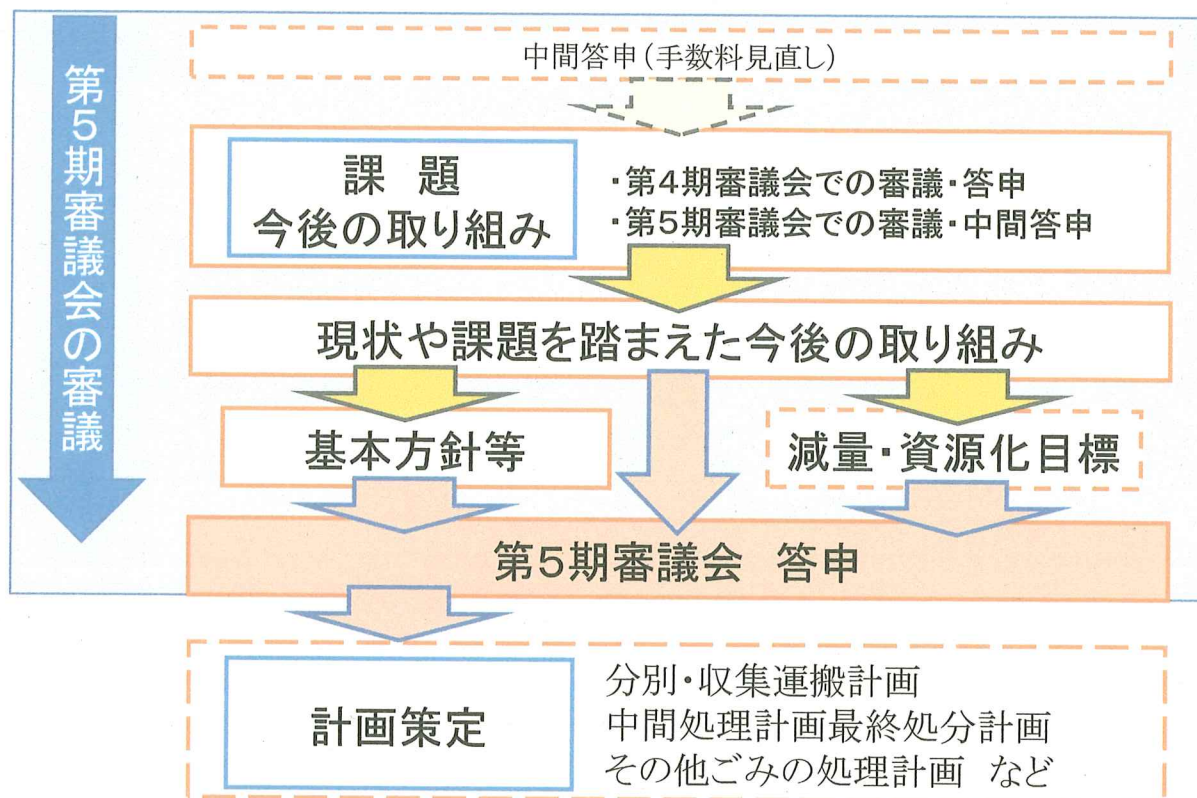 第5期審議会の審議
中間答申(手数料見直し)
課 題
今後の取り組み
・第4期審議会での審議・答申
・第5期審議会での審議・中間答申
現状や課題を踏まえた今後の取り組み
基本方針等
減量・資源化目標
第5期審議会 答申
計画策定
分別・収集運搬計画
中間処理計画最終処分計画
その他ごみの処理計画 など